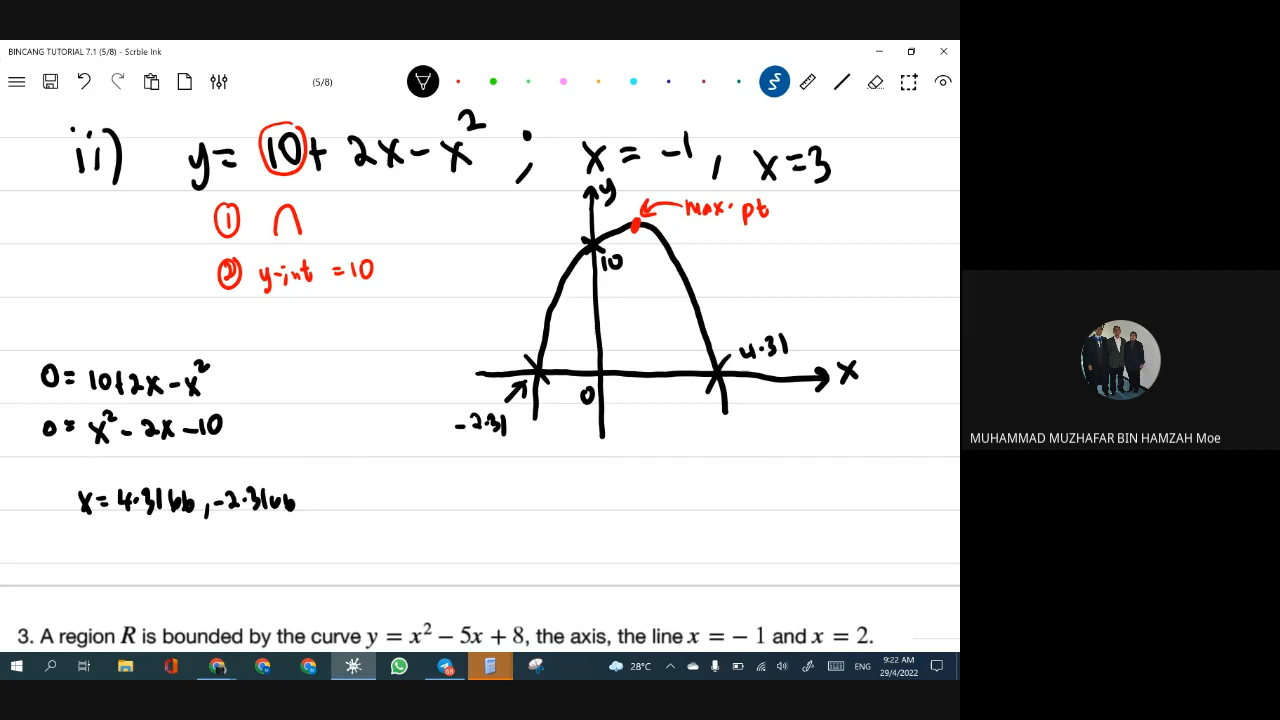 BINCANG TUTORIAL 7.1 (5/8) - Scrble Ink
(5/8)
ii) y = 10 + 2x - x² ; x = -1, x = 3
① ∩
② y-int = 10
y
max. pt
10
4.31
x
0
-2.31
0 = 10 + 2x - x²
0 = x² - 2x - 10
x = 4.3166, -2.3166
3. A region R is bounded by the curve y = x² − 5x + 8, the axis, the line x = − 1 and x = 2.
MUHAMMAD MUZHAFAR BIN HAMZAH Moe
68
28°C
ENG
9:22 AM
29/4/2022